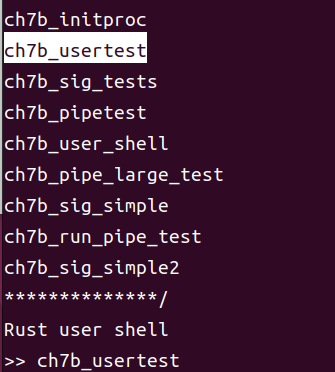 ch7b_initproc
ch7b_usertest
ch7b_sig_tests
ch7b_pipetest
ch7b_user_shell
ch7b_pipe_large_test
ch7b_sig_simple
ch7b_run_pipe_test
ch7b_sig_simple2
**************/
Rust user shell
>> ch7b_usertest